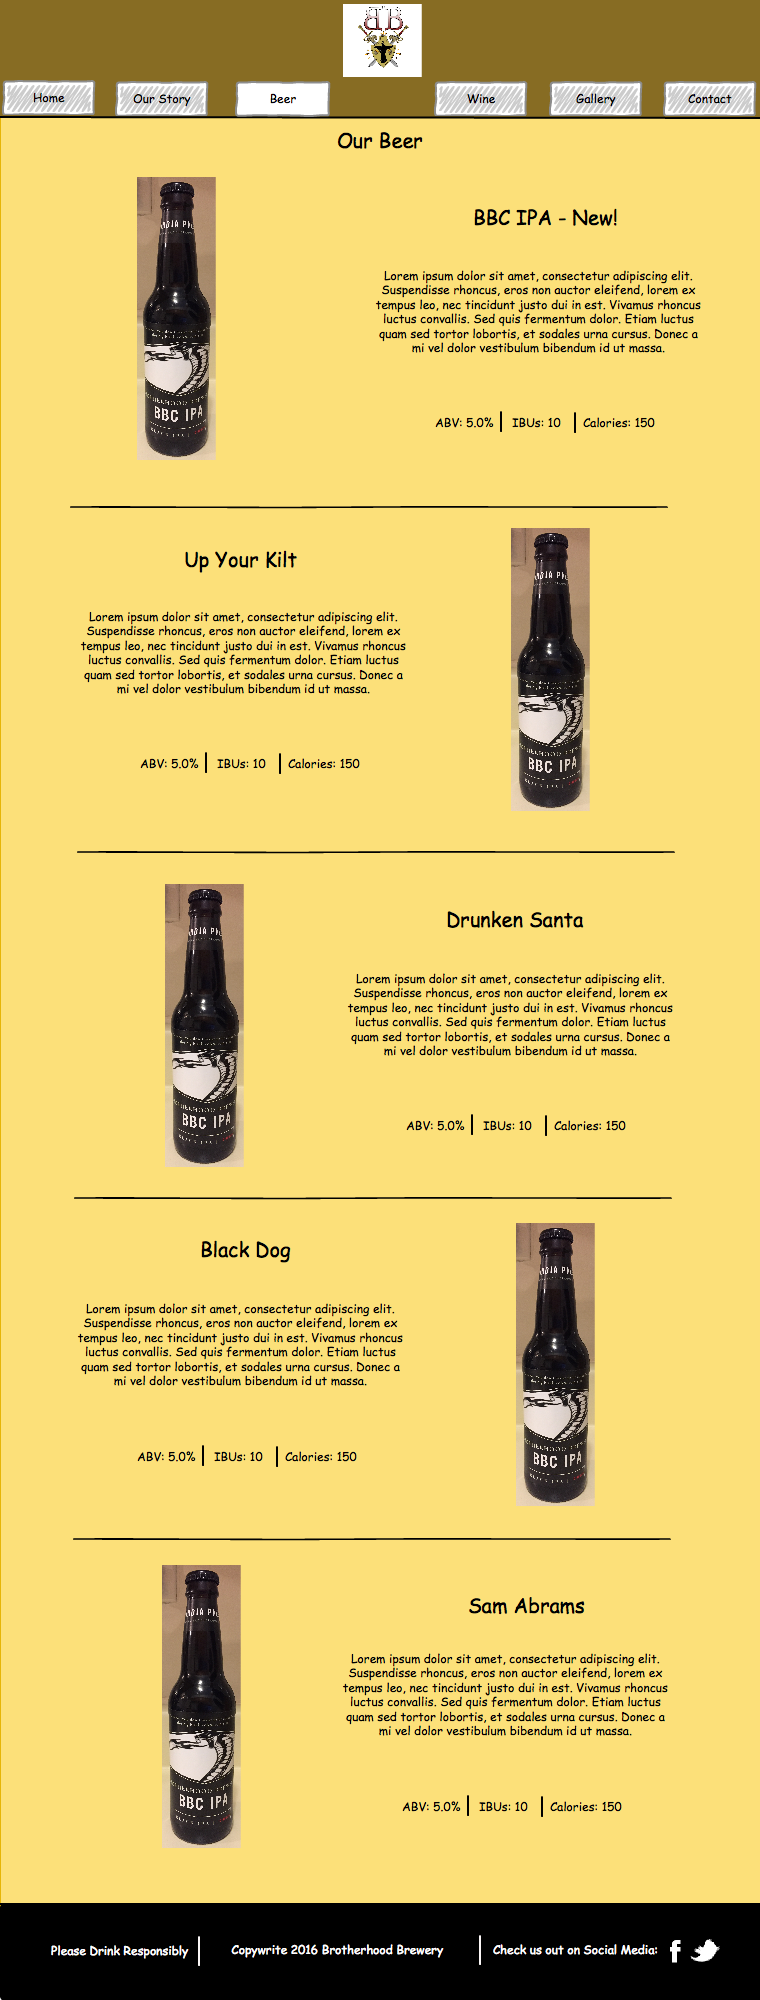 BB
Home
Our Story
Beer
Wine
Gallery
Contact
Our Beer
BBC IPA
BBC IPA - New!
Lorem ipsum dolor sit amet, consectetur adipiscing elit.
Suspendisse rhoncus, eros non auctor eleifend, lorem ex
tempus leo, nec tincidunt justo dui in est. Vivamus rhoncus
luctus convallis. Sed quis fermentum dolor. Etiam luctus
quam sed tortor lobortis, et sodales urna cursus. Donec a
mi vel dolor vestibulum bibendum id ut massa.
ABV: 5.0% IBUs: 10 Calories: 150
Up Your Kilt
Lorem ipsum dolor sit amet, consectetur adipiscing elit.
Suspendisse rhoncus, eros non auctor eleifend, lorem ex
tempus leo, nec tincidunt justo dui in est. Vivamus rhoncus
luctus convallis. Sed quis fermentum dolor. Etiam luctus
quam sed tortor lobortis, et sodales urna cursus. Donec a
mi vel dolor vestibulum bibendum id ut massa.
ABV: 5.0% IBUs: 10 Calories: 150
BBC IPA
BBC IPA
Drunken Santa
Lorem ipsum dolor sit amet, consectetur adipiscing elit.
Suspendisse rhoncus, eros non auctor eleifend, lorem ex
tempus leo, nec tincidunt justo dui in est. Vivamus rhoncus
luctus convallis. Sed quis fermentum dolor. Etiam luctus
quam sed tortor lobortis, et sodales urna cursus. Donec a
mi vel dolor vestibulum bibendum id ut massa.
ABV: 5.0% IBUs: 10 Calories: 150
Black Dog
Lorem ipsum dolor sit amet, consectetur adipiscing elit.
Suspendisse rhoncus, eros non auctor eleifend, lorem ex
tempus leo, nec tincidunt justo dui in est. Vivamus rhoncus
luctus convallis. Sed quis fermentum dolor. Etiam luctus
quam sed tortor lobortis, et sodales urna cursus. Donec a
mi vel dolor vestibulum bibendum id ut massa.
ABV: 5.0% IBUs: 10 Calories: 150
BBC IPA
BBC IPA
Sam Abrams
Lorem ipsum dolor sit amet, consectetur adipiscing elit.
Suspendisse rhoncus, eros non auctor eleifend, lorem ex
tempus leo, nec tincidunt justo dui in est. Vivamus rhoncus
luctus convallis. Sed quis fermentum dolor. Etiam luctus
quam sed tortor lobortis, et sodales urna cursus. Donec a
mi vel dolor vestibulum bibendum id ut massa.
ABV: 5.0% IBUs: 10 Calories: 150
Please Drink Responsibly
Copywrite 2016 Brotherhood Brewery
Check us out on Social Media: